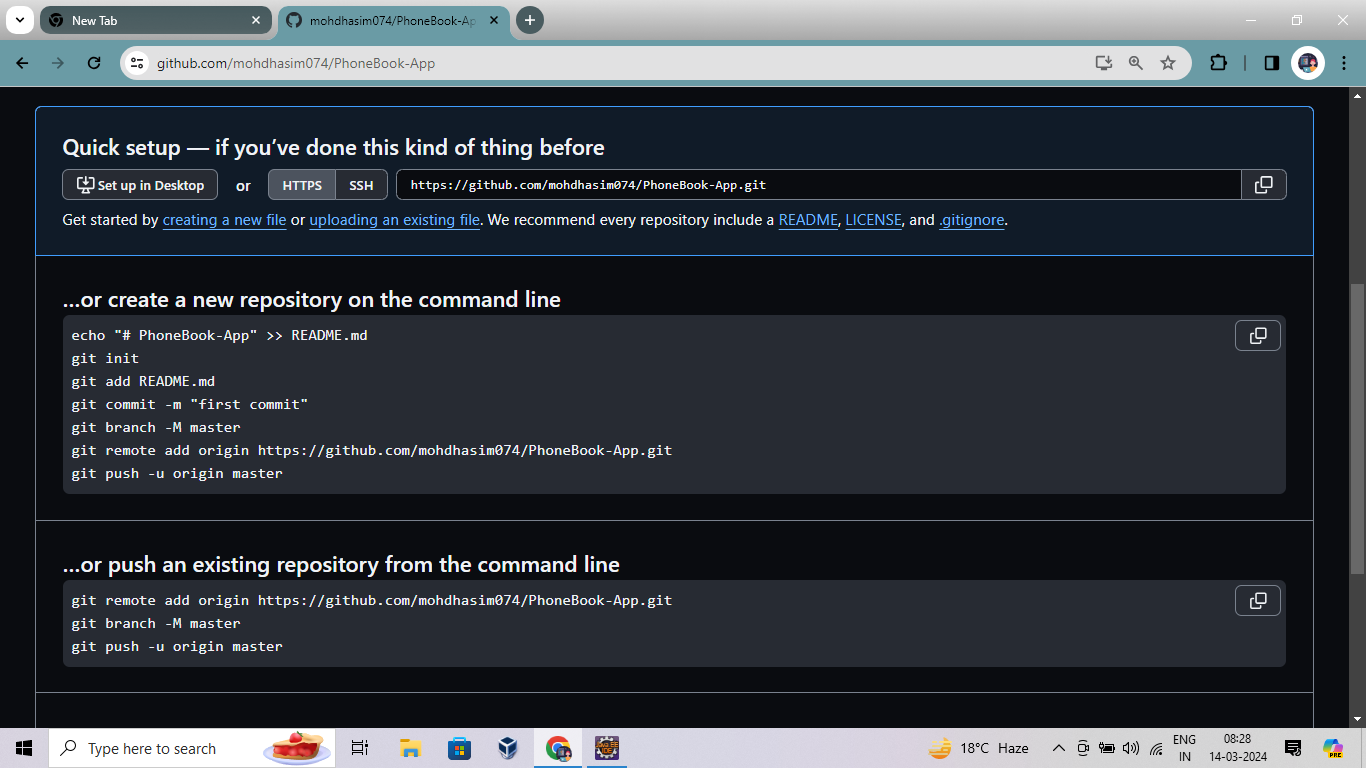 New Tab
mohdhasim074/PhoneBook-Ap
github.com/mohdhasim074/PhoneBook-App
Quick setup — if you’ve done this kind of thing before
Set up in Desktop or HTTPS SSH https://github.com/mohdhasim074/PhoneBook-App.git
Get started by creating a new file or uploading an existing file. We recommend every repository include a README, LICENSE, and .gitignore.
…or create a new repository on the command line
echo "# PhoneBook-App" >> README.md
git init
git add README.md
git commit -m "first commit"
git branch -M master
git remote add origin https://github.com/mohdhasim074/PhoneBook-App.git
git push -u origin master
…or push an existing repository from the command line
git remote add origin https://github.com/mohdhasim074/PhoneBook-App.git
git branch -M master
git push -u origin master
Type here to search
18°C Haze
ENG
IN
08:28
14-03-2024
PRE